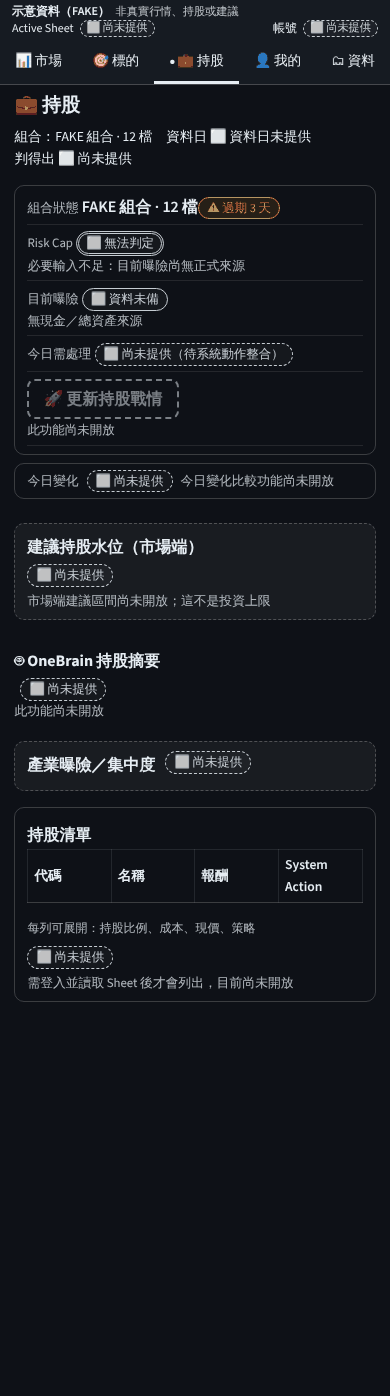 示意資料（FAKE） 非真實行情、持股或建議
Active Sheet ⬜ 尚未提供 帳號 ⬜ 尚未提供
📊 市場 🎯 標的 ●💼 持股 👤 我的 🗂 資料
💼 持股
組合：FAKE 組合 · 12 檔 資料日 ⬜ 資料日未提供
判得出 ⬜ 尚未提供
組合狀態 FAKE 組合 · 12 檔 ⚠ 過期 3 天
Risk Cap ⬜ 無法判定
必要輸入不足：目前曝險尚無正式來源
目前曝險 ⬜ 資料未備
無現金／總資產來源
今日需處理 ⬜ 尚未提供（待系統動作整合）
🚀 更新持股戰情
此功能尚未開放
今日變化 ⬜ 尚未提供 今日變化比較功能尚未開放
建議持股水位（市場端）
⬜ 尚未提供
市場端建議區間尚未開放；這不是投資上限
OneBrain 持股摘要
⬜ 尚未提供
此功能尚未開放
產業曝險／集中度 ⬜ 尚未提供
持股清單
代碼 名稱 報酬 System
Action
每列可展開：持股比例、成本、現價、策略
⬜ 尚未提供
需登入並讀取 Sheet 後才會列出，目前尚未開放